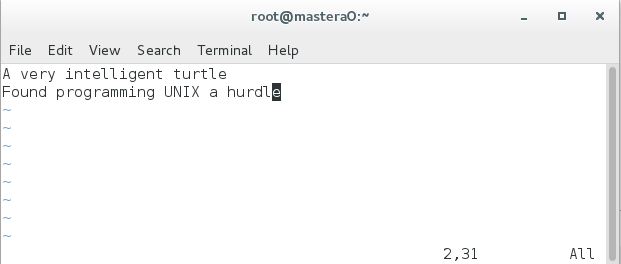 root@mastera0:~
File Edit View Search Terminal Help
A very intelligent turtle
Found programming UNIX a hurdle
~
~
~
~
~
~
~
~
2,31 All